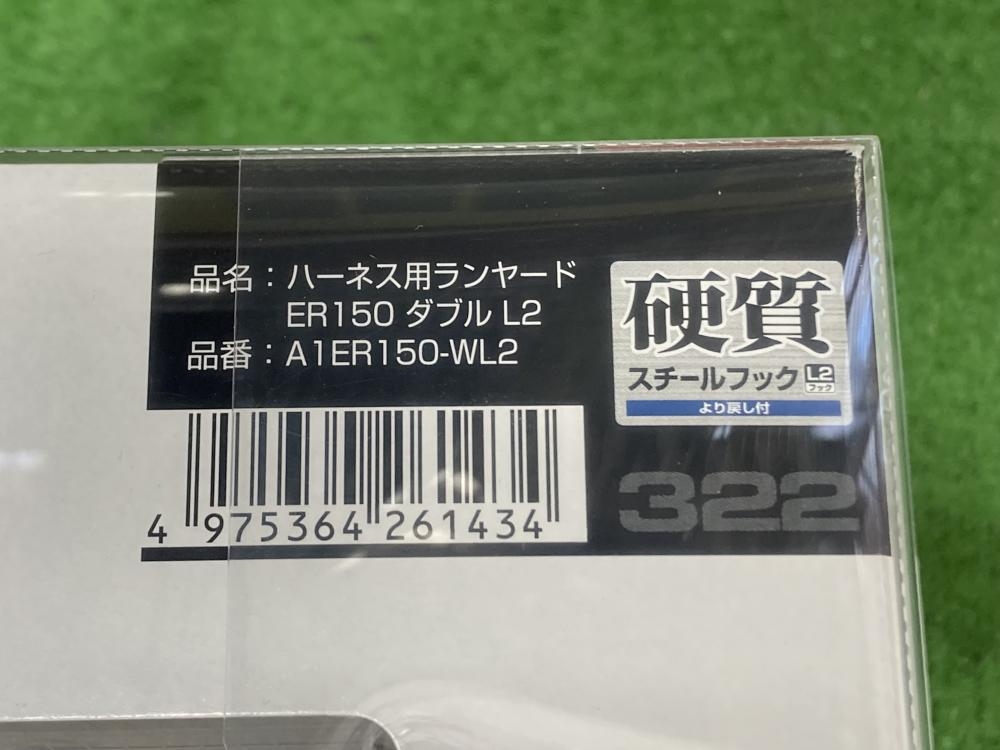 品名：ハーネス用ランヤード
ER150 ダブル L2
品番：A1ER150-WL2
硬質
スチールフック L2
フック
より戻し付
4 975364 261434
322